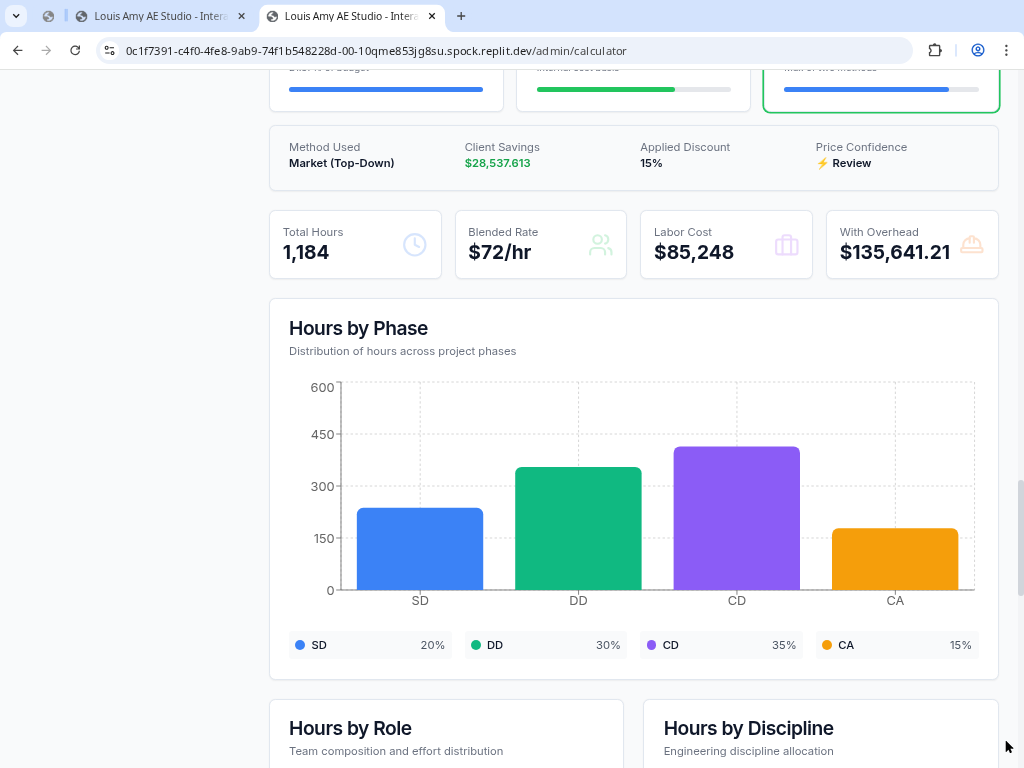 Louis Amy AE Studio - Intera
Louis Amy AE Studio - Intera
0c1f7391-c4f0-4fe8-9ab9-74f1b548228d-00-10qme853jg8su.spock.replit.dev/admin/calculator
Method Used
Market (Top-Down)
Client Savings
$28,537.613
Applied Discount
15%
Price Confidence
⚡ Review
Total Hours
1,184
Blended Rate
$72/hr
Labor Cost
$85,248
With Overhead
$135,641.21
Hours by Phase
Distribution of hours across project phases
600
450
300
150
0
SD
DD
CD
CA
SD 20%
DD 30%
CD 35%
CA 15%
Hours by Role
Team composition and effort distribution
Hours by Discipline
Engineering discipline allocation